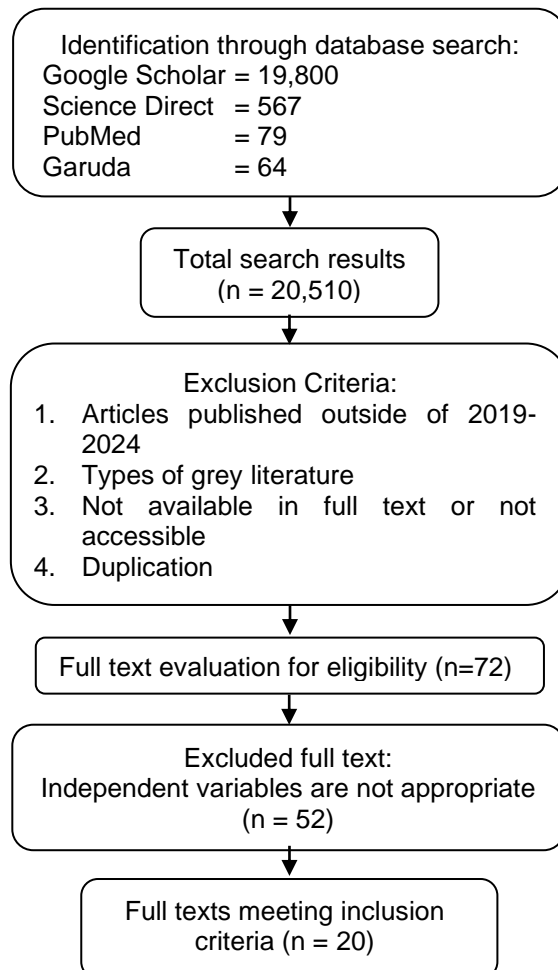 Identification through database search:
Google Scholar = 19,800
Science Direct = 567
PubMed = 79
Garuda = 64
Total search results
(n = 20,510)
Exclusion Criteria:
1. Articles published outside of 2019-
2024
2. Types of grey literature
3. Not available in full text or not
accessible
4. Duplication
Full text evaluation for eligibility (n=72)
Excluded full text:
Independent variables are not appropriate
(n = 52)
Full texts meeting inclusion
criteria (n = 20)